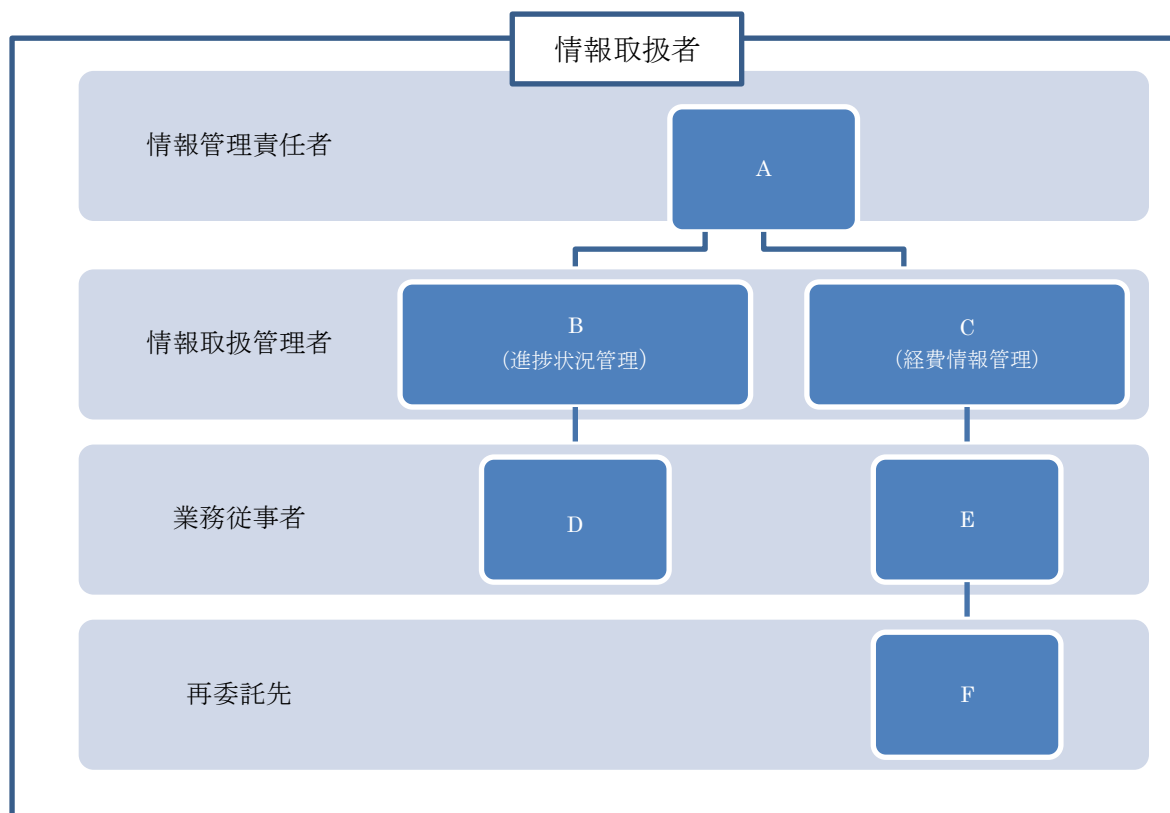 情報取扱者
情報管理責任者
A
情報取扱管理者
B
（進捗状況管理）
C
（経費情報管理）
業務従事者
D
E
再委託先
F